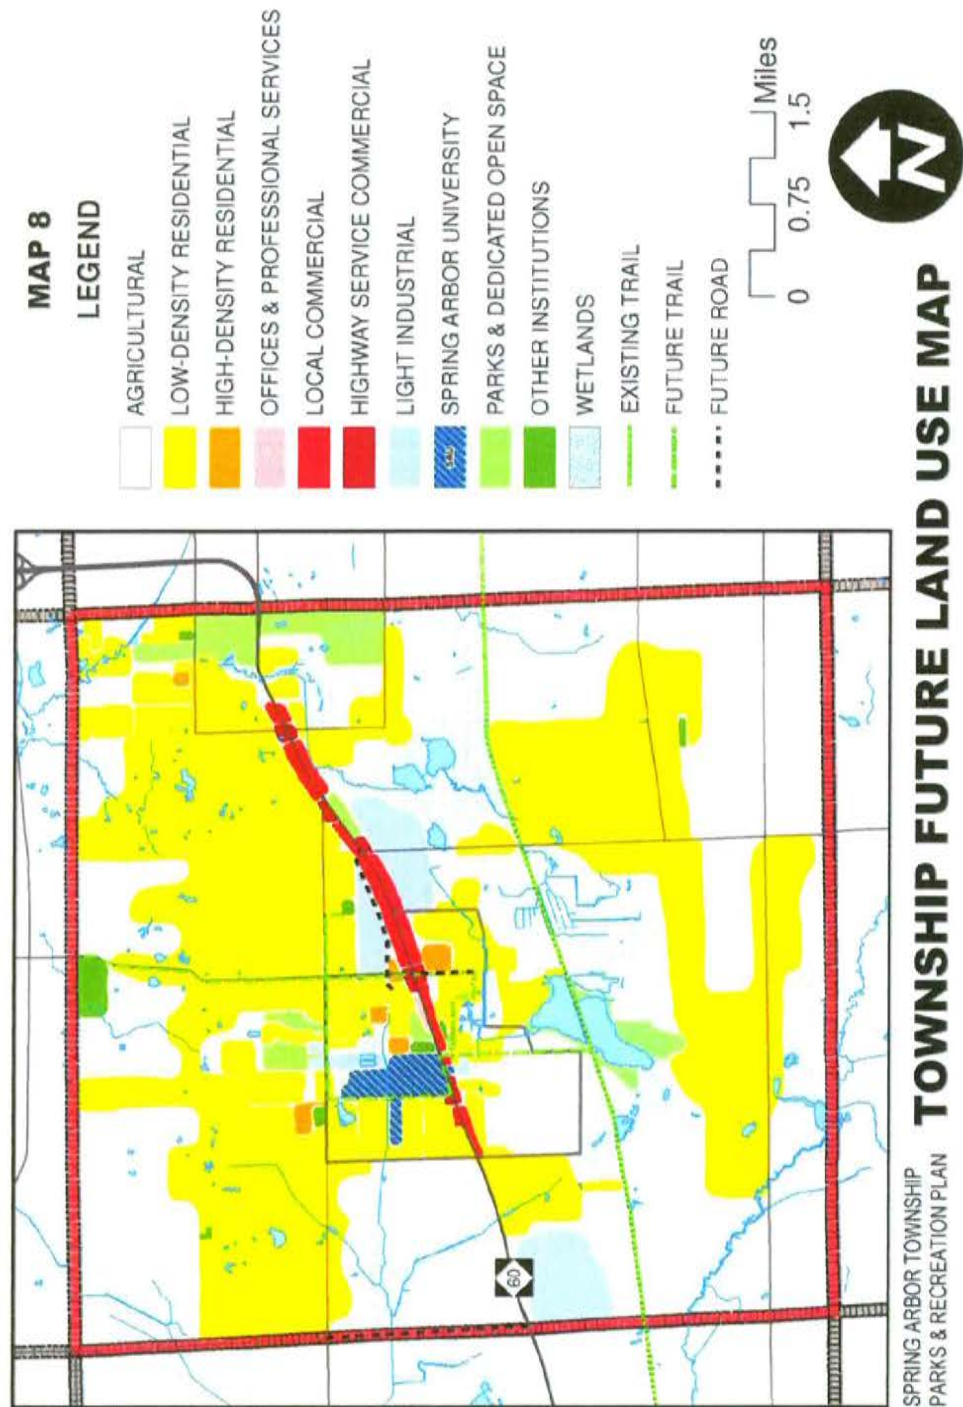 MAP 8
LEGEND
AGRICULTURAL
LOW-DENSITY RESIDENTIAL
HIGH-DENSITY RESIDENTIAL
OFFICES & PROFESSIONAL SERVICES
LOCAL COMMERCIAL
HIGHWAY SERVICE COMMERCIAL
LIGHT INDUSTRIAL
SAU
SPRING ARBOR UNIVERSITY
PARKS & DEDICATED OPEN SPACE
OTHER INSTITUTIONS
WETLANDS
EXISTING TRAIL
FUTURE TRAIL
FUTURE ROAD
Miles
0 0.75 1.5
N
60
SPRING ARBOR TOWNSHIP
PARKS & RECREATION PLAN
TOWNSHIP FUTURE LAND USE MAP